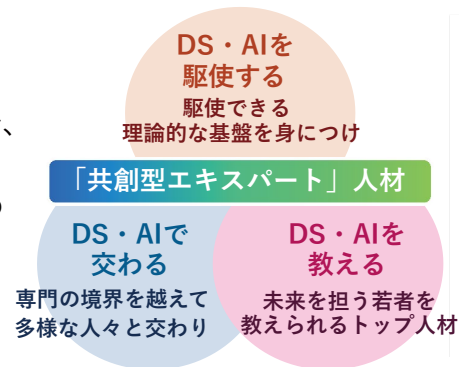 DS・AIを
駆使する
駆使できる
理論的な基盤を身につけ
、
「共創型エキスパート」人材
DS・AIで
交わる
専門の境界を越えて
多様な人々と交わり
DS・AIを
教える
未来を担う若者を
教えられるトップ人材